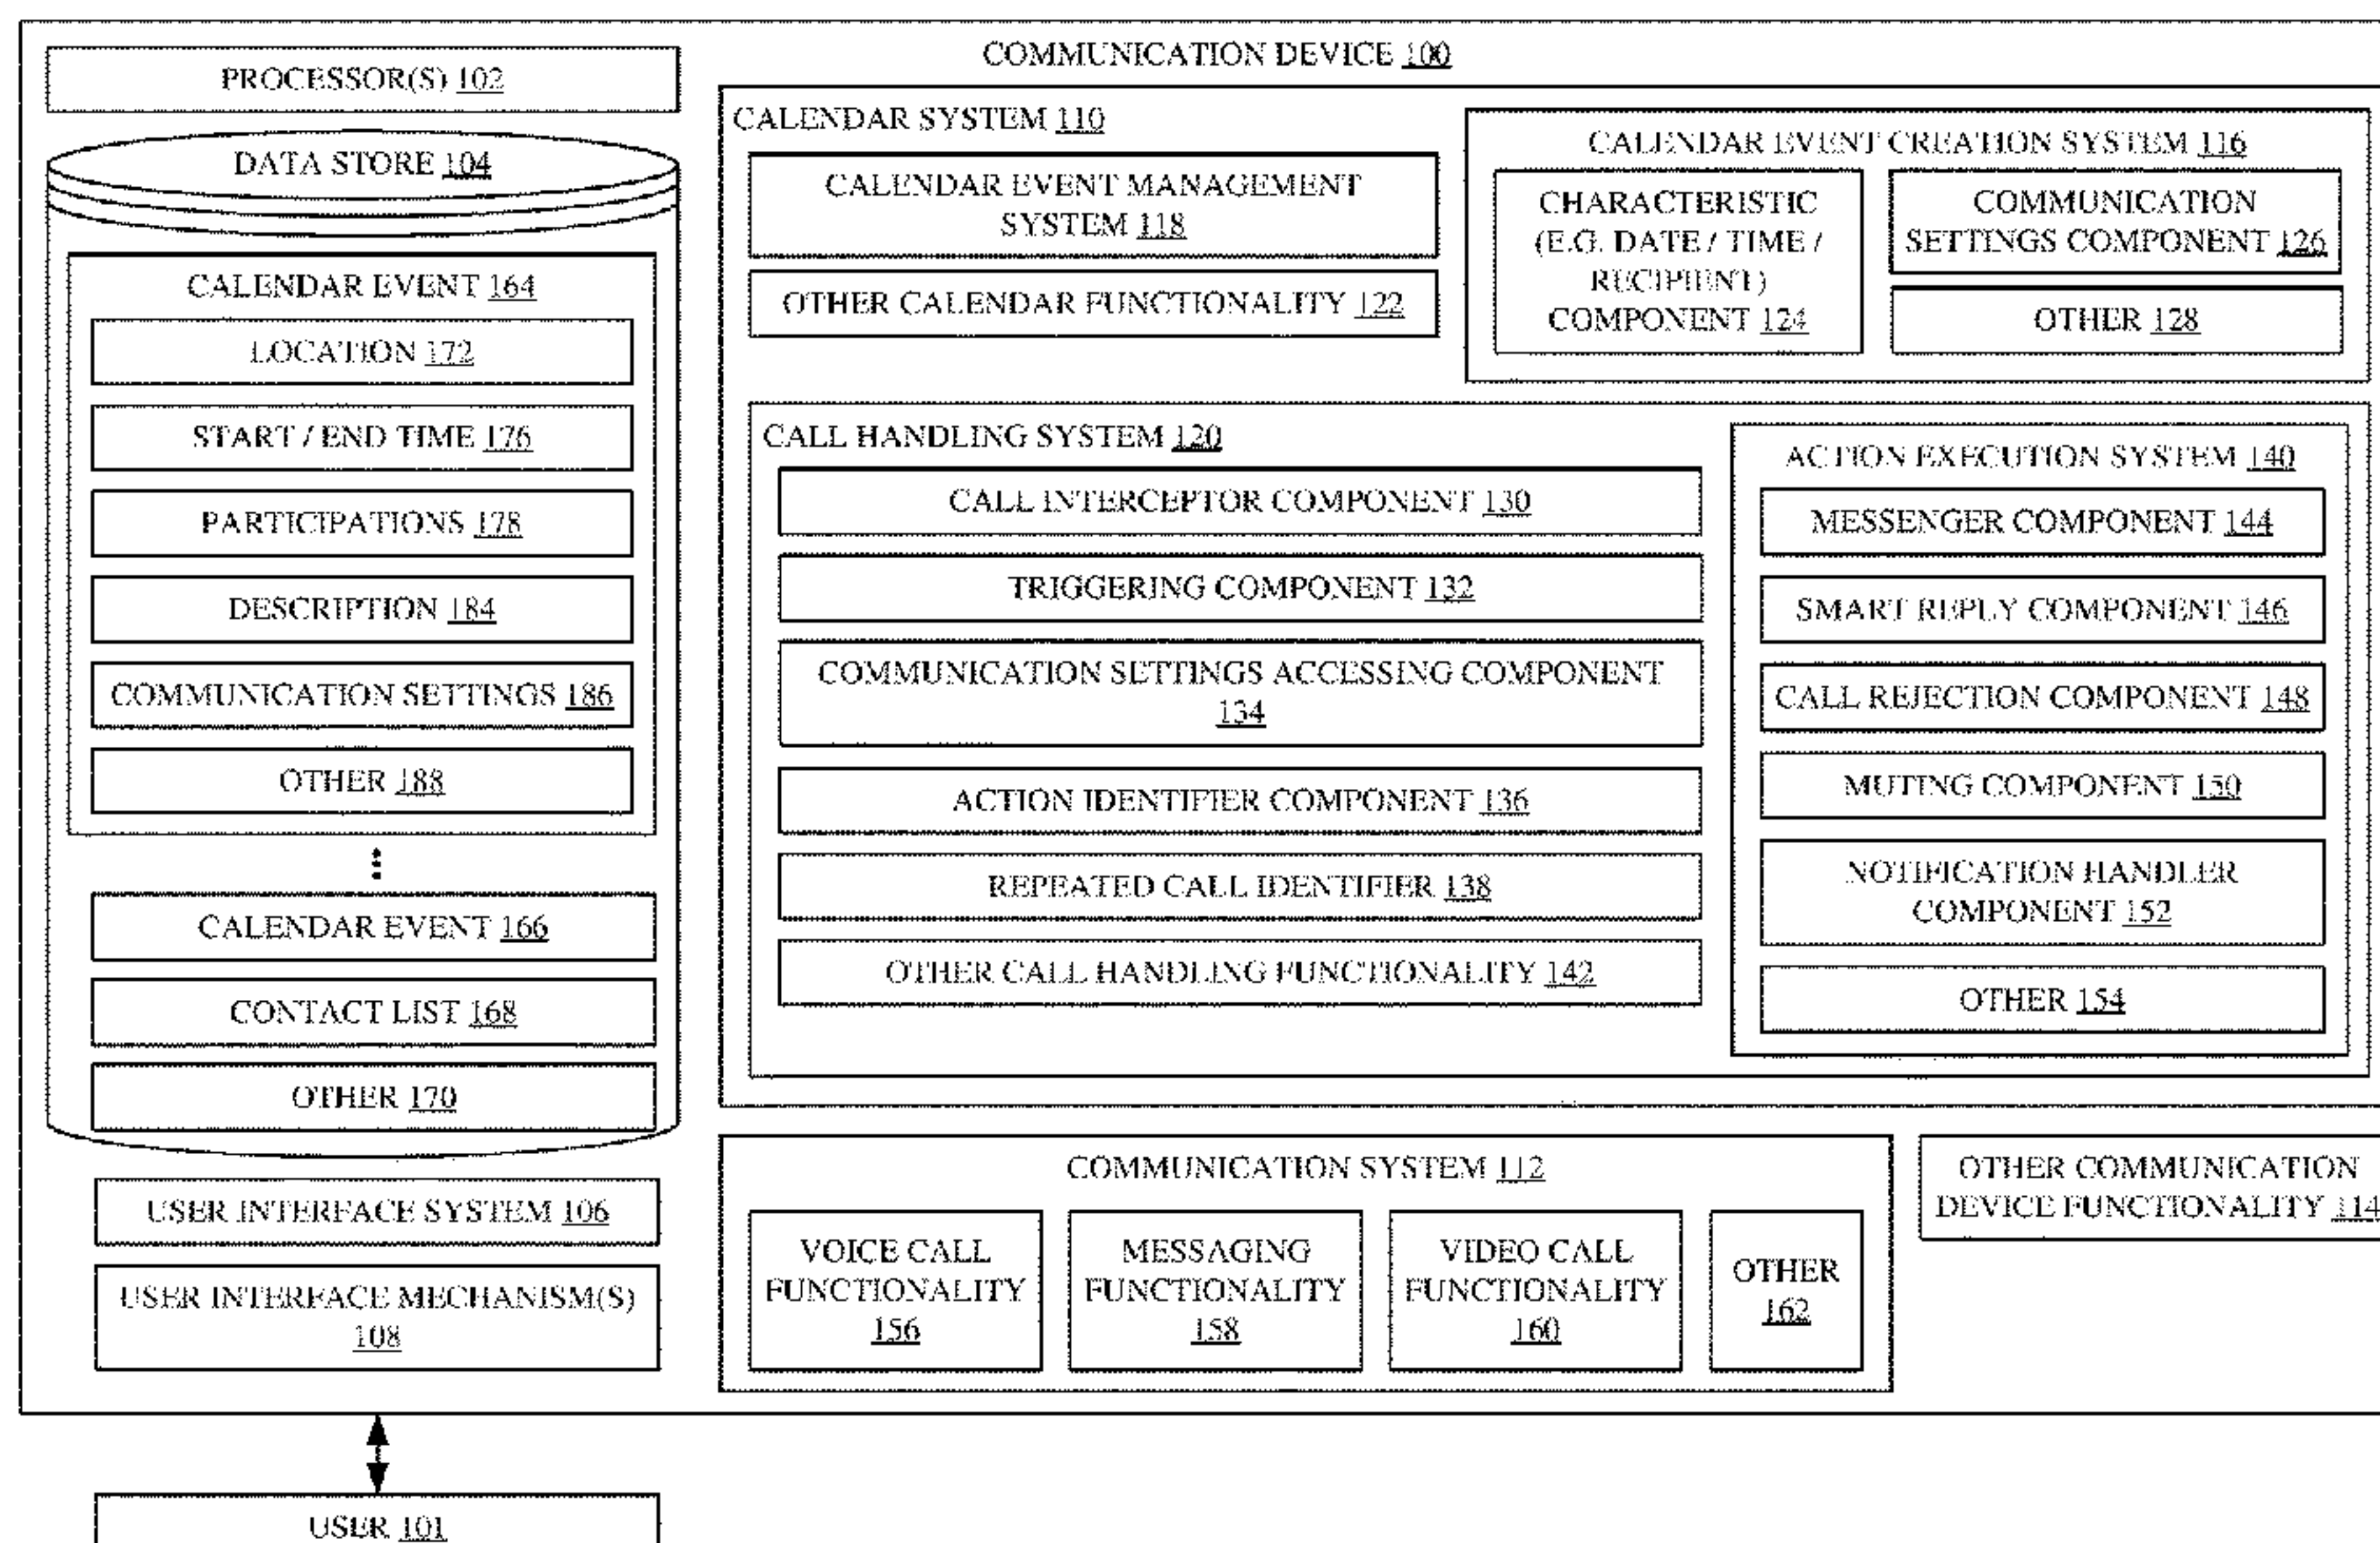 COMMUNICATION DEVICE 100
PROCESSOR(S) 102
DATA STORE 104
CALENDAR EVENT 164
LOCATION 172
START / END TIME 176
PARTICIPATIONS 178
DESCRIPTION 184
COMMUNICATION SETTINGS 186
OTHER 188
CALENDAR EVENT 166
CONTACT LIST 168
OTHER 170
USER INTERFACE SYSTEM 106
USER INTERFACE MECHANISM(S)
108
USER 101
CALENDAR SYSTEM 110
CALENDAR EVENT MANAGEMENT
SYSTEM 118
OTHER CALENDAR FUNCTIONALITY 122
CALENDAR EVENT CREATION SYSTEM 116
CHARACTERISTIC
(E.G. DATE / TIME /
RECIPIENT)
COMPONENT 124
COMMUNICATION
SETTINGS COMPONENT 126
OTHER 128
CALL HANDLING SYSTEM 120
CALL INTERCEPTOR COMPONENT 130
TRIGGERING COMPONENT 132
COMMUNICATION SETTINGS ACCESSING COMPONENT
134
ACTION IDENTIFIER COMPONENT 136
REPEATED CALL IDENTIFIER 138
OTHER CALL HANDLING FUNCTIONALITY 142
ACTION EXECUTION SYSTEM 140
MESSENGER COMPONENT 144
SMART REPLY COMPONENT 146
CALL REJECTION COMPONENT 148
MUTING COMPONENT 150
NOTIFICATION HANDLER
COMPONENT 152
OTHER 154
COMMUNICATION SYSTEM 112
VOICE CALL
FUNCTIONALITY
156
MESSAGING
FUNCTIONALITY
158
VIDEO CALL
FUNCTIONALITY
160
OTHER
162
OTHER COMMUNICATION
DEVICE FUNCTIONALITY 114